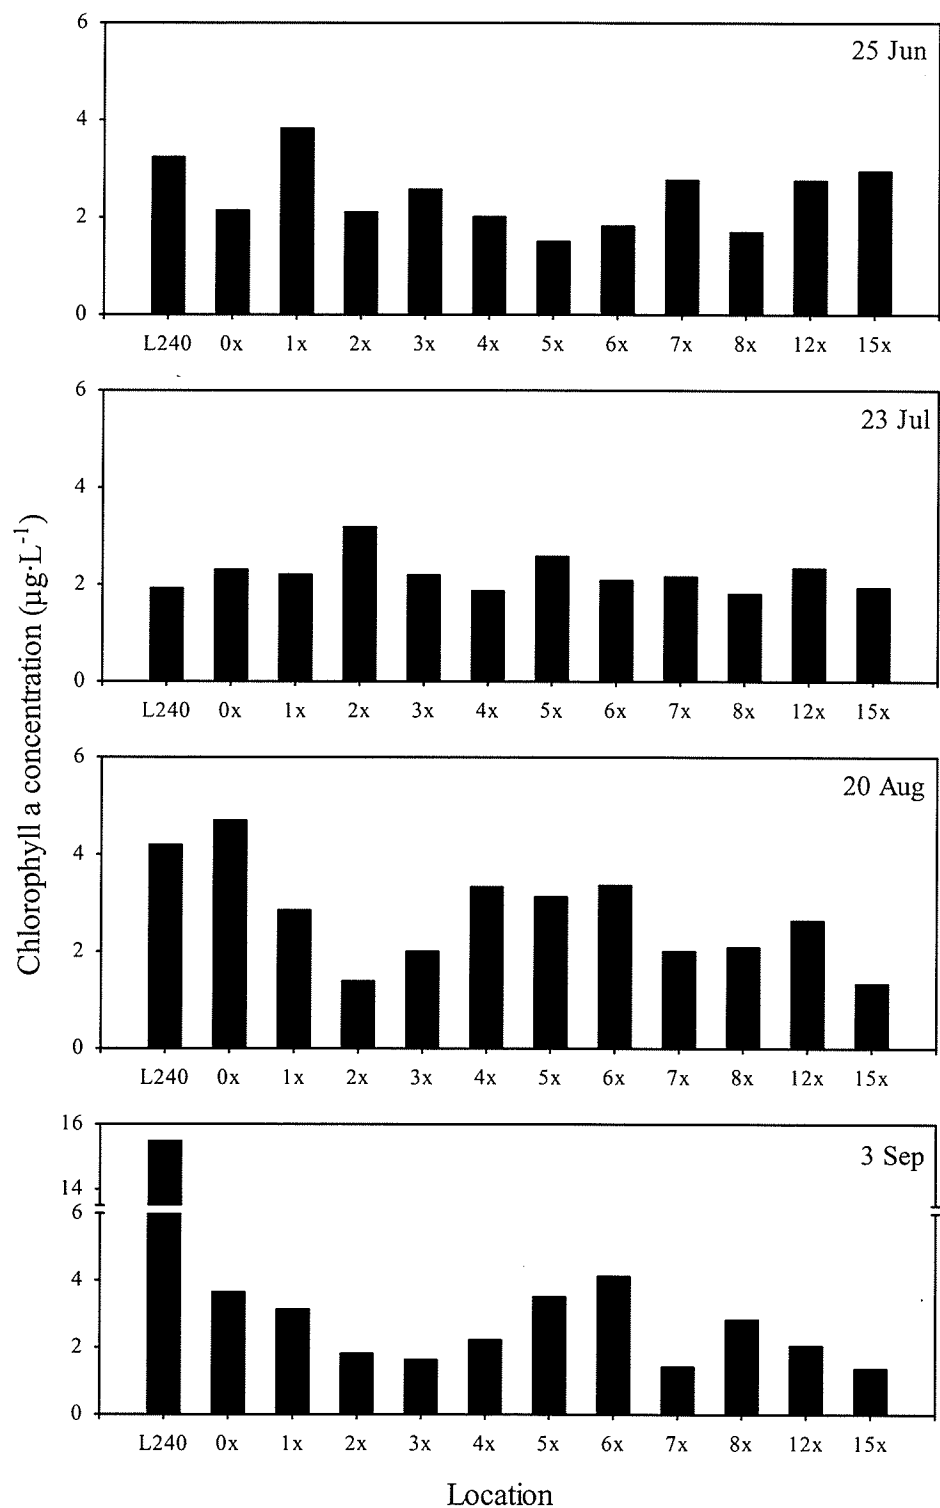 Chlorophyll a concentration (µg·L⁻¹)
6
25 Jun
4
2
0
L240 0x 1x 2x 3x 4x 5x 6x 7x 8x 12x 15x
6
23 Jul
4
2
0
L240 0x 1x 2x 3x 4x 5x 6x 7x 8x 12x 15x
6
20 Aug
4
2
0
L240 0x 1x 2x 3x 4x 5x 6x 7x 8x 12x 15x
16
3 Sep
14
6
4
2
0
L240 0x 1x 2x 3x 4x 5x 6x 7x 8x 12x 15x
Location